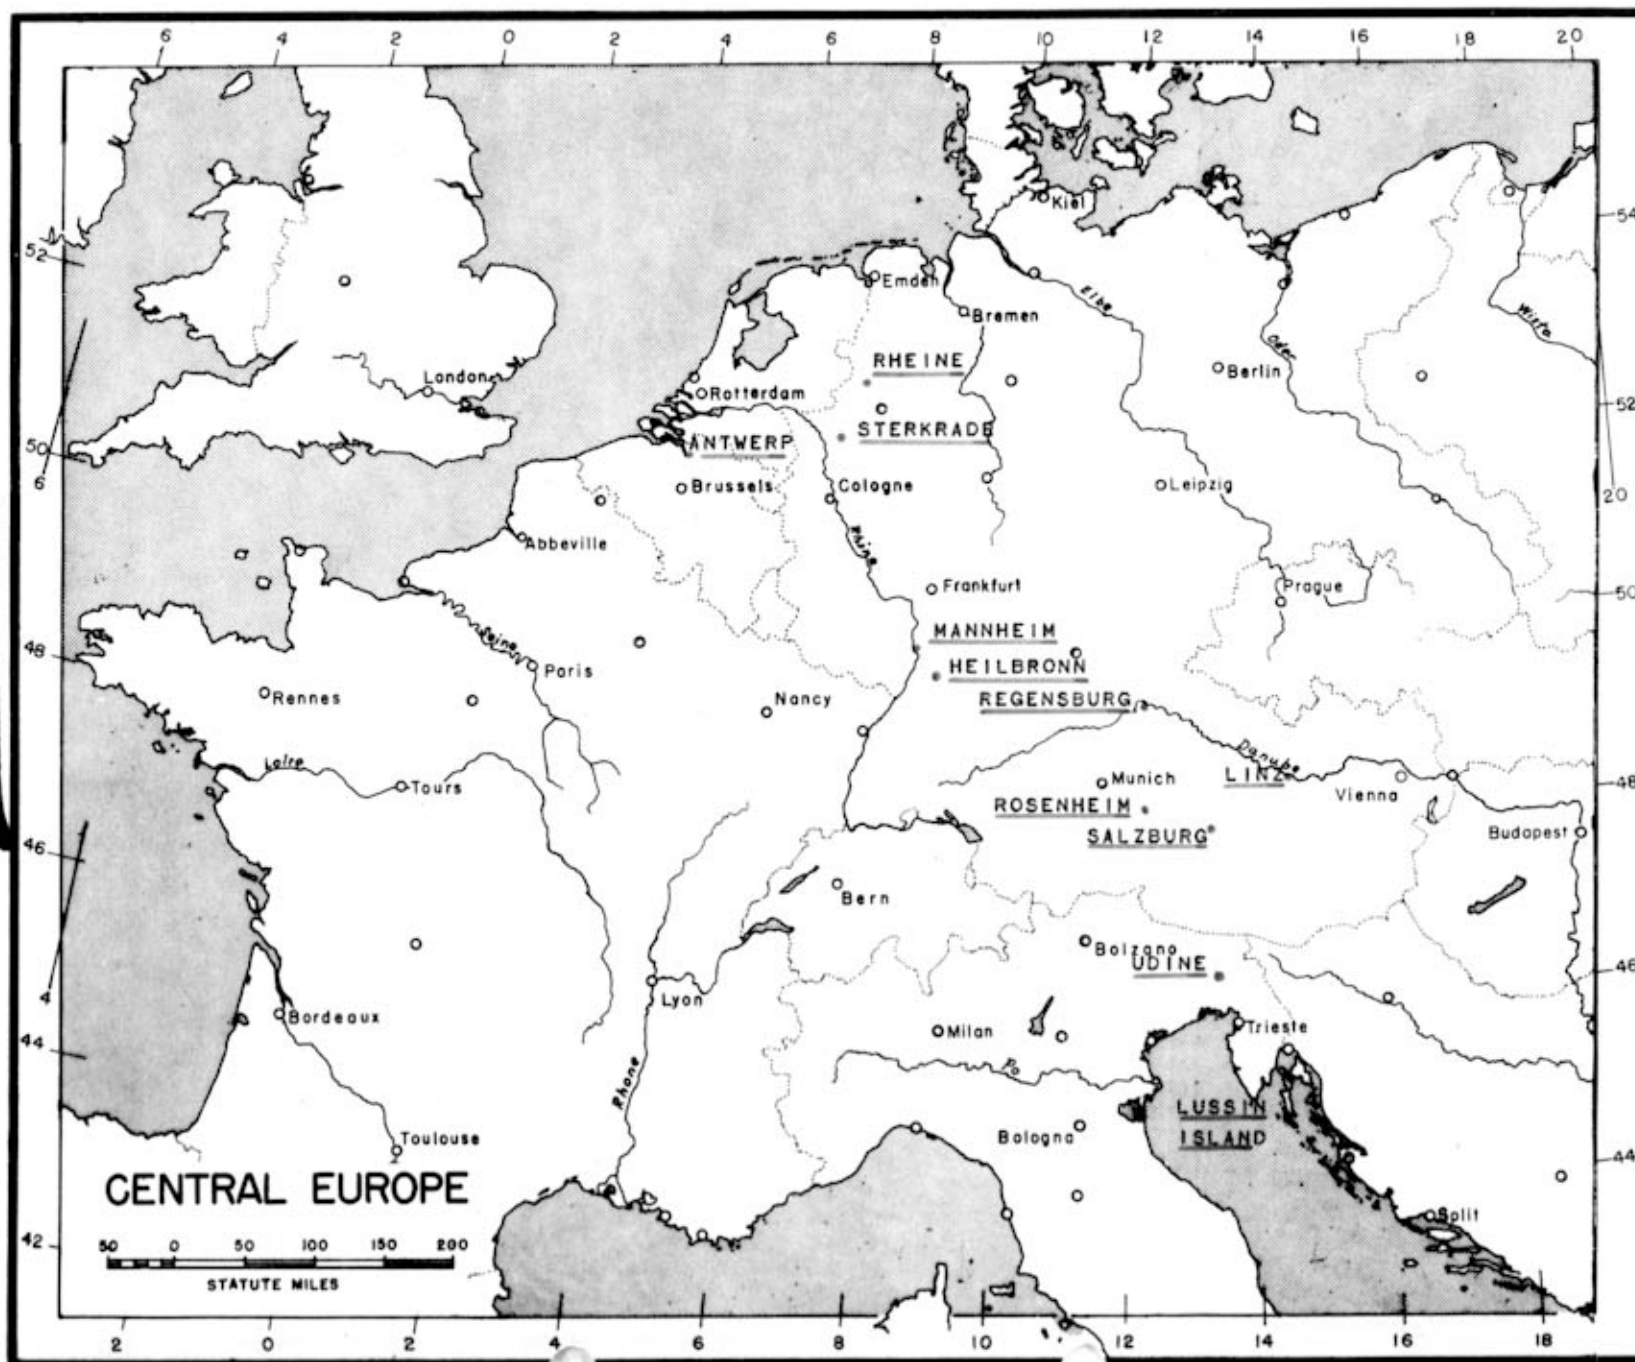 6 4 2 0 2 4 6 8 10 12 14 16 18 20
Kiel
54
52
Emden
Elbe
Bremen
Wisła
RHEINE
Oder
London
Berlin
Rotterdam
52
STERKRADE
ANTWERP
50
6
Brussels
Cologne
Leipzig
20
Abbeville
Rhine
Frankfurt
Prague
50
MANNHEIM
Seine
48
HEILBRONN
Paris
Rennes
Nancy
REGENSBURG
Danube
Loire
LINZ
Munich
48
Tours
Vienna
ROSENHEIM
SALZBURG
Budapest
46
Bern
Bolzano
UDINE
46
4
Lyon
Bordeaux
Milan
Trieste
44
Po
Rhone
LUSSIN
ISLAND
Toulouse
Bologna
44
CENTRAL EUROPE
Split
42
50 0 50 100 150 200
STATUTE MILES
2 0 2 4 6 8 10 12 14 16 18